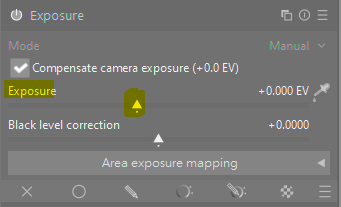 Exposure
Mode Manual
Compensate camera exposure (+0.0 EV)
Exposure +0.000 EV
Black level correction +0.0000
Area exposure mapping